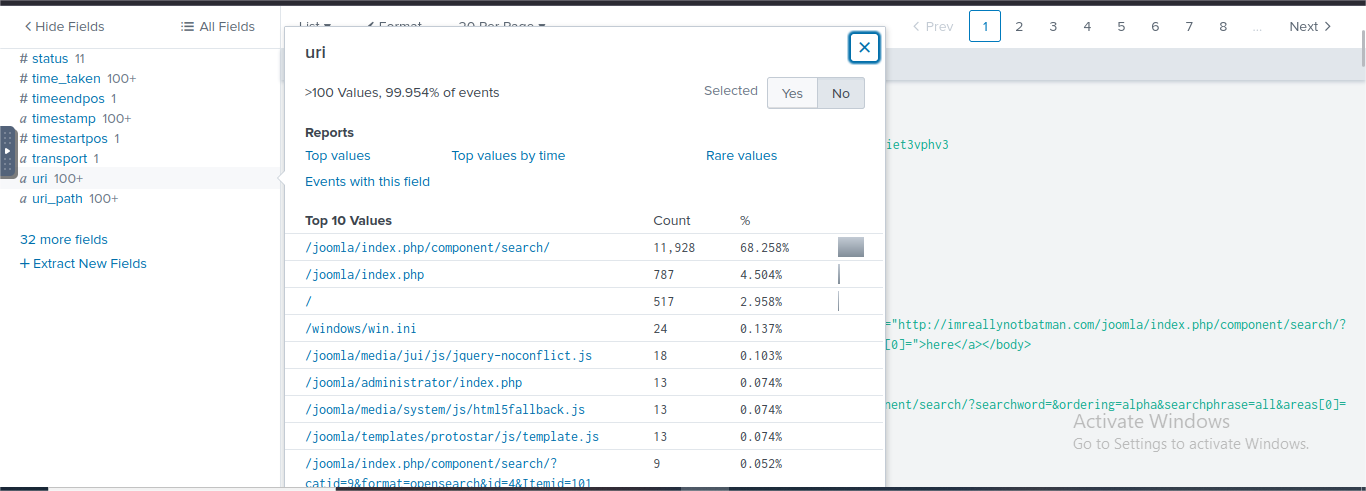 Hide Fields
All Fields
List
Format
20 Per Page
Prev 1 2 3 4 5 6 7 8 ... Next
# status 11
# time_taken 100+
# timeendpos 1
a timestamp 100+
# timestartpos 1
a transport 1
a uri 100+
a uri_path 100+
32 more fields
+ Extract New Fields
uri
>100 Values, 99.954% of events
Selected Yes No
Reports
Top values Top values by time Rare values
Events with this field
Top 10 Values Count %
/joomla/index.php/component/search/ 11,928 68.258%
/joomla/index.php 787 4.504%
/ 517 2.958%
/windows/win.ini 24 0.137%
/joomla/media/jui/js/jquery-noconflict.js 18 0.103%
/joomla/administrator/index.php 13 0.074%
/joomla/media/system/js/html5fallback.js 13 0.074%
/joomla/templates/protostar/js/template.js 13 0.074%
/joomla/index.php/component/search/? 9 0.052%
catid=9&format=opensearch&id=4&Itemid=101
iet3vphv3
="http://imreallynotbatman.com/joomla/index.php/component/search/?
[0]=">here</a></body>
nent/search/?searchword=&ordering=alpha&searchphrase=all&areas[0]=
Activate Windows
Go to Settings to activate Windows.